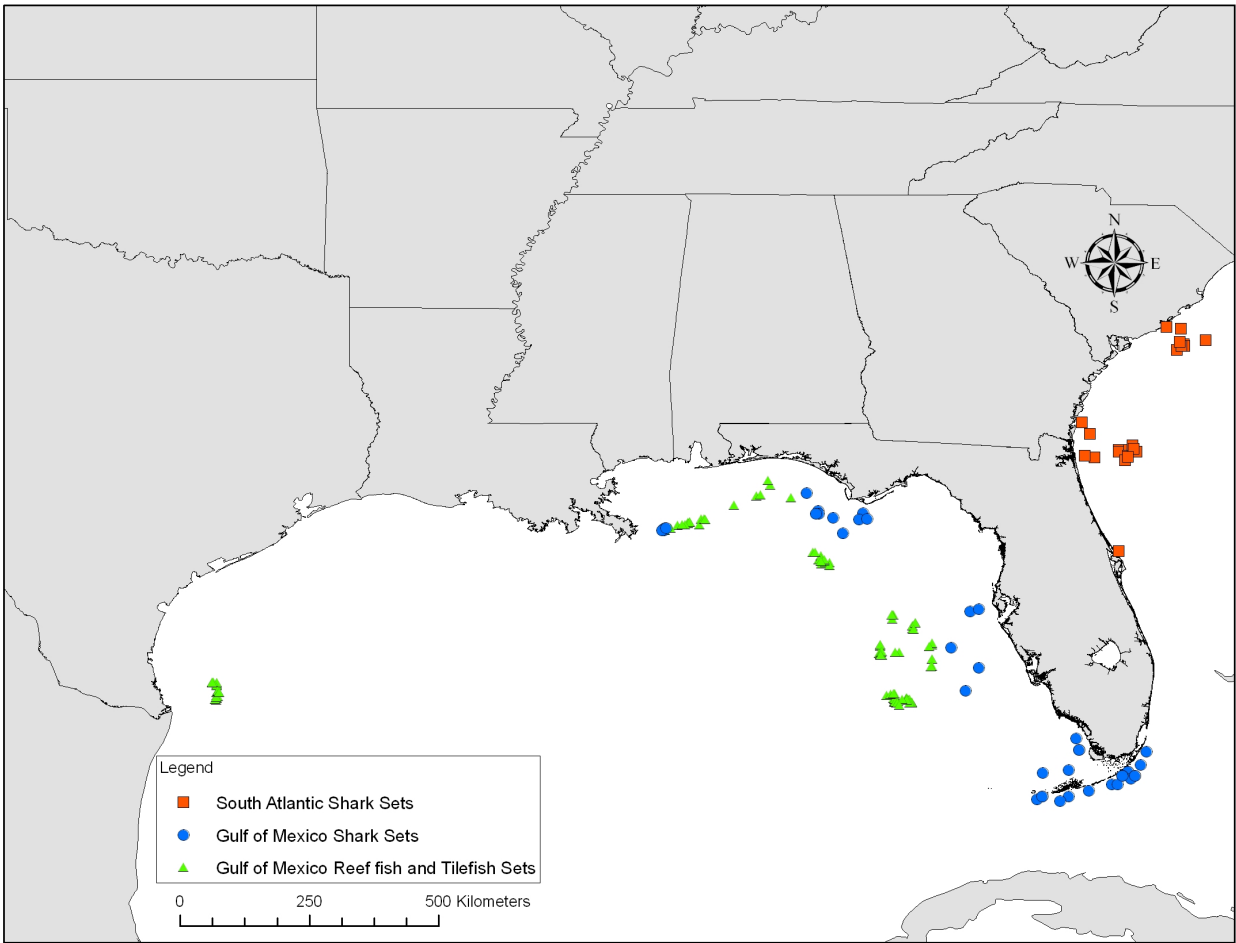 N
W E
S
Legend
South Atlantic Shark Sets
Gulf of Mexico Shark Sets
Gulf of Mexico Reef fish and Tilefish Sets
0 250 500 Kilometers